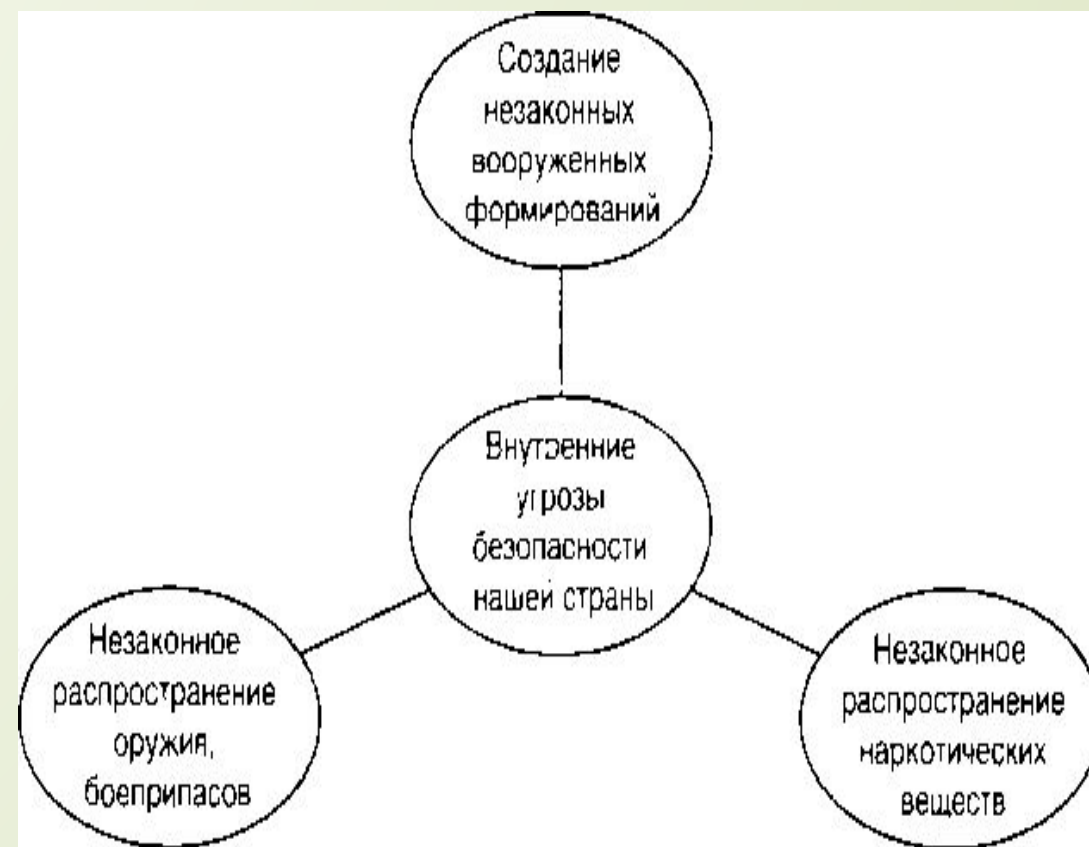 Создание
незаконных
вооруженных
формирований
Внутренние
угрозы
безопасности
нашей страны
Незаконное
распространение
оружия,
боеприпасов
Незаконное
распространение
наркотических
веществ